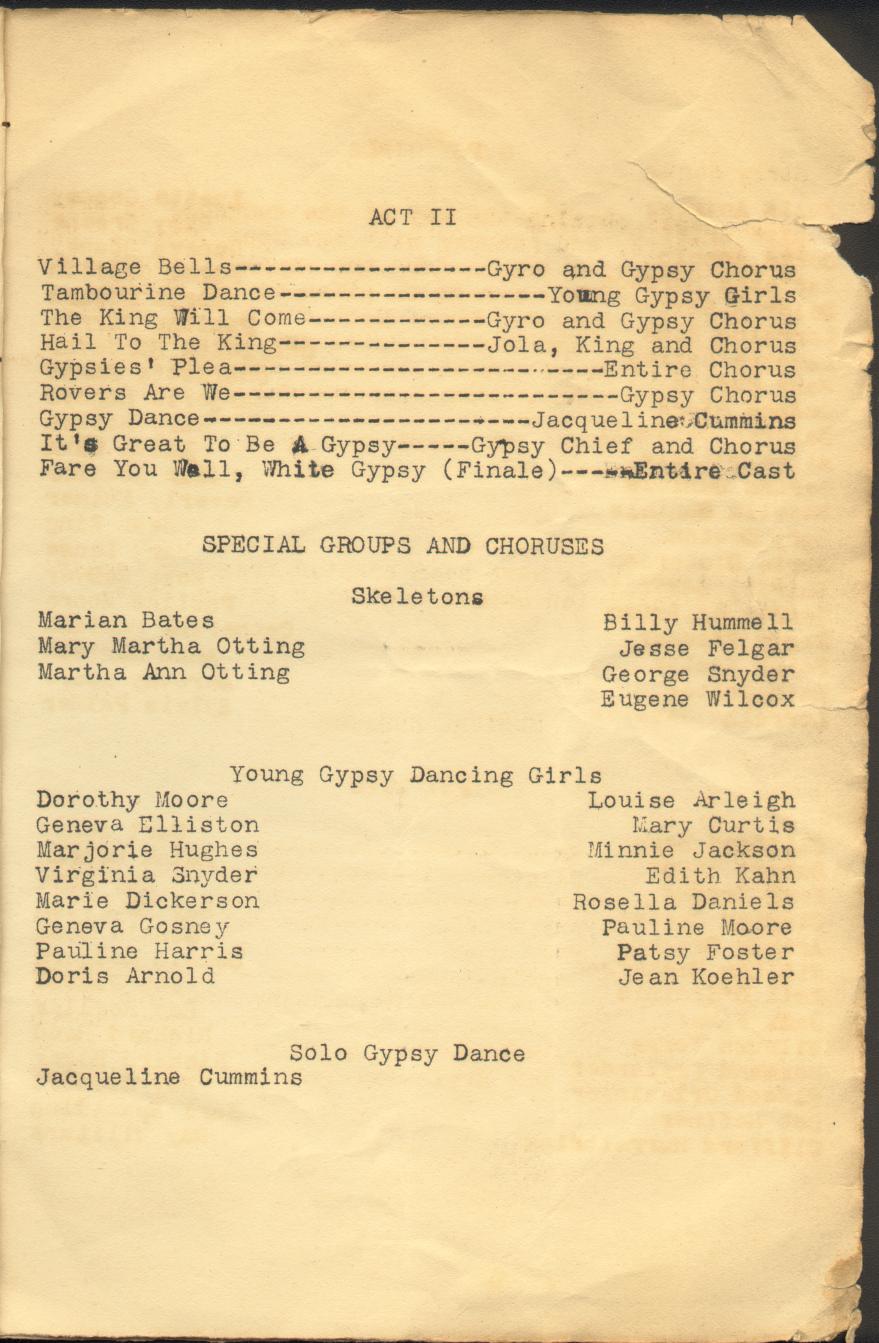 ACT II
Village Bells-----------------Gyro and Gypsy Chorus
Tambourine Dance------------------Young Gypsy Girls
The King Will Come------------Gyro and Gypsy Chorus
Hail To The King--------------Jola, King and Chorus
Gypsies' Plea-------------------------Entire Chorus
Rovers Are We--------------------------Gypsy Chorus
Gypsy Dance----------------------Jacqueline Cummins
It's Great To Be A Gypsy-----Gypsy Chief and Chorus
Fare You Well, White Gypsy (Finale)-----Entire Cast
SPECIAL GROUPS AND CHORUSES
Skeletons
Marian Bates Billy Hummell
Mary Martha Otting Jesse Felgar
Martha Ann Otting George Snyder
Eugene Wilcox
Young Gypsy Dancing Girls
Dorothy Moore Louise Arleigh
Geneva Elliston Mary Curtis
Marjorie Hughes Minnie Jackson
Virginia Snyder Edith Kahn
Marie Dickerson Rosella Daniels
Geneva Gosney Pauline Moore
Pauline Harris Patsy Foster
Doris Arnold Jean Koehler
Solo Gypsy Dance
Jacqueline Cummins